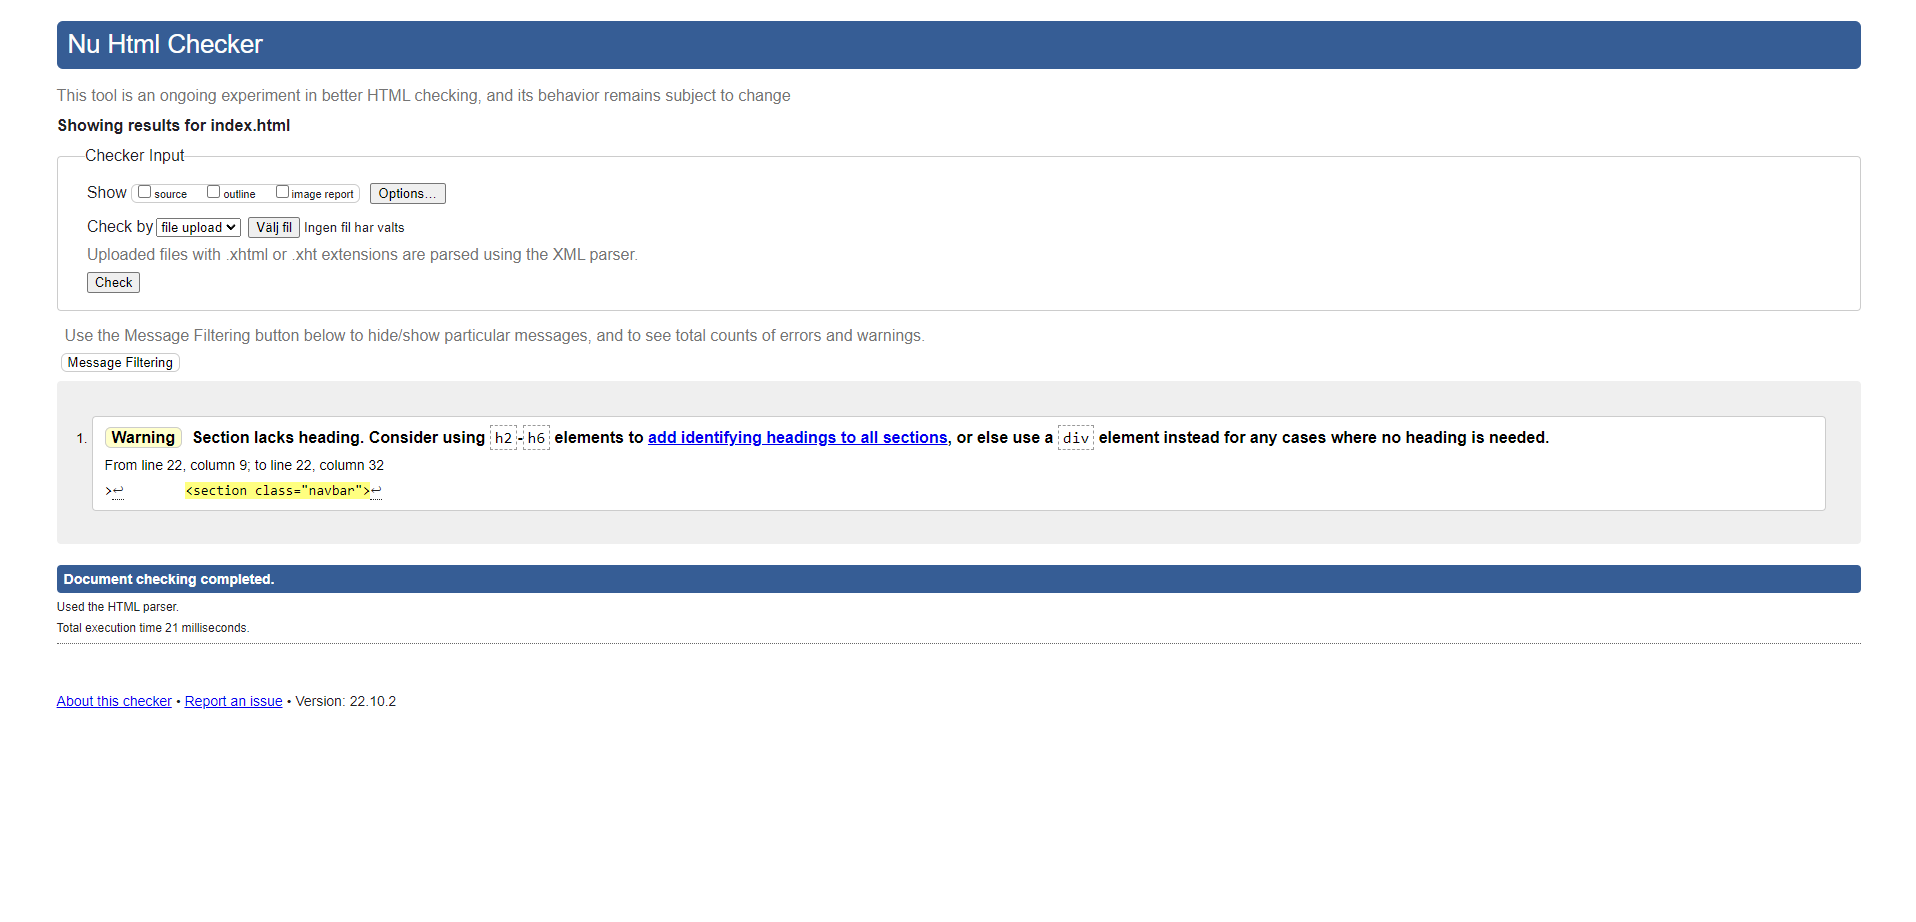 Nu Html Checker
This tool is an ongoing experiment in better HTML checking, and its behavior remains subject to change
Showing results for index.html
Checker Input
Show source outline image report Options...
Check by file upload Välj fil Ingen fil har valts
Uploaded files with .xhtml or .xht extensions are parsed using the XML parser.
Check
Use the Message Filtering button below to hide/show particular messages, and to see total counts of errors and warnings.
Message Filtering
1. Warning Section lacks heading. Consider using h2-h6 elements to add identifying headings to all sections, or else use a div element instead for any cases where no heading is needed.
From line 22, column 9; to line 22, column 32
>↩ <section class="navbar">↩
Document checking completed.
Used the HTML parser.
Total execution time 21 milliseconds.
About this checker • Report an issue • Version: 22.10.2